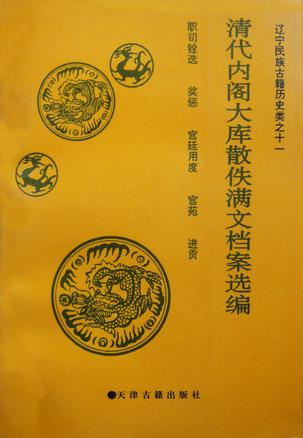 辽宁民族古籍历史类之十一
清代内阁大库散佚满文档案选编
职司铨选 奖惩 宫廷用度 宫苑 进贡
天津古籍出版社